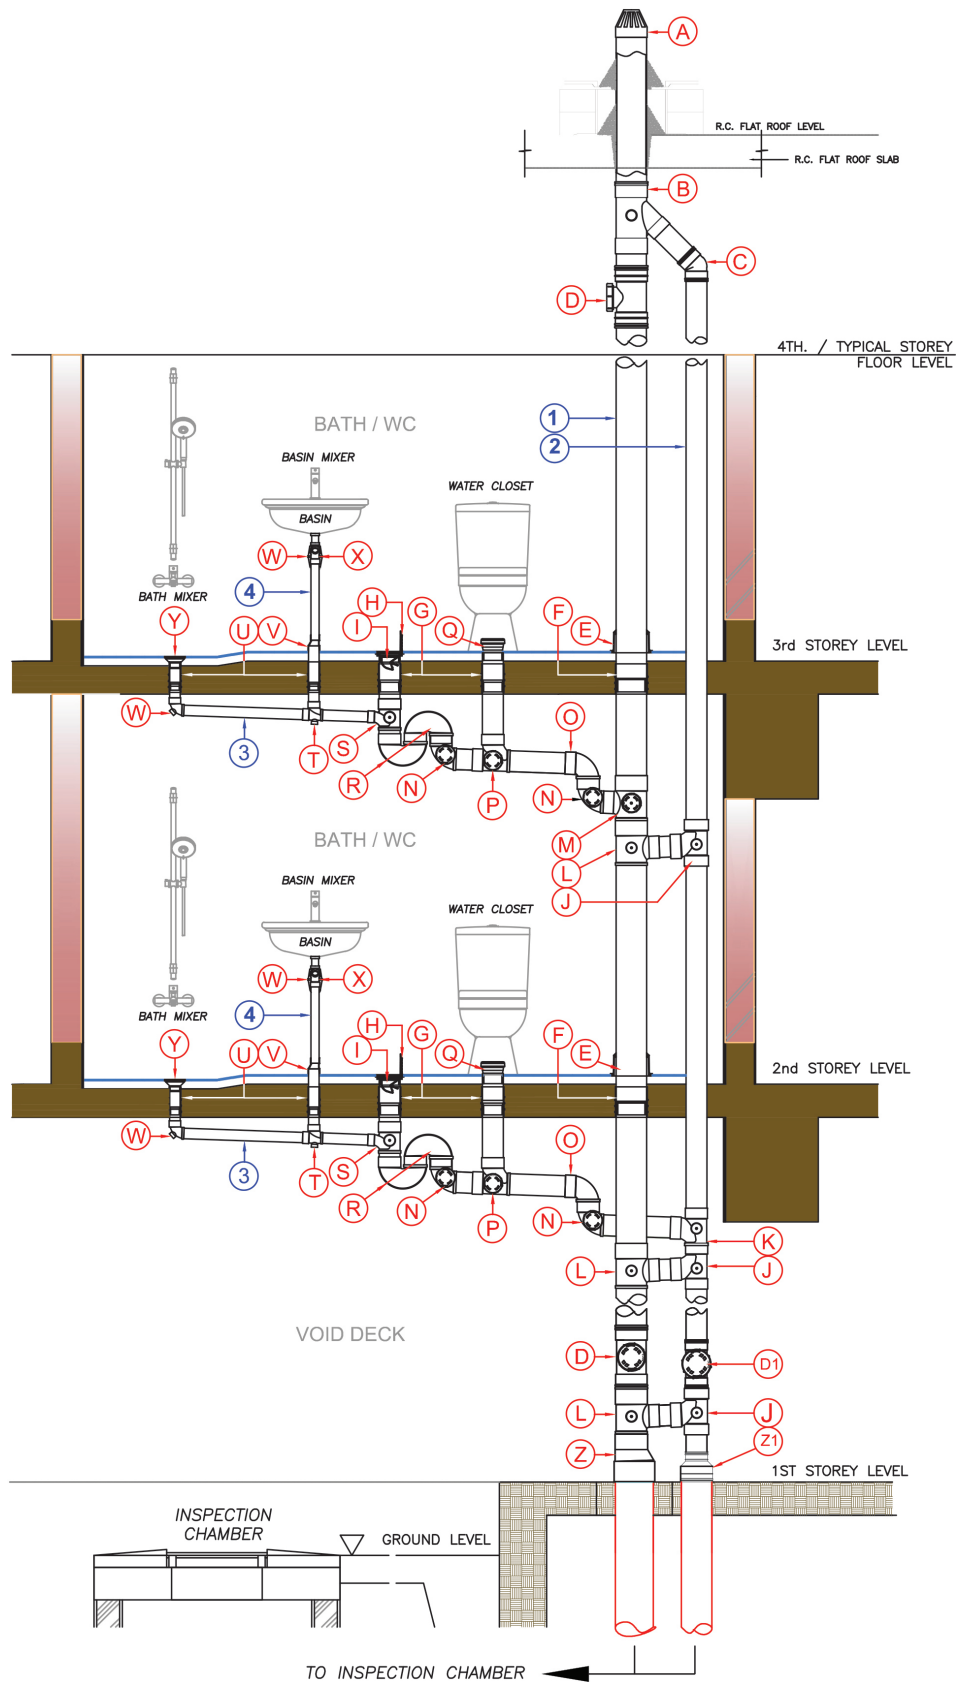 A
R.C. FLAT ROOF LEVEL
R.C. FLAT ROOF SLAB
B
C
D
4TH. / TYPICAL STOREY
FLOOR LEVEL
1
2
BATH / WC
BASIN MIXER
WATER CLOSET
BASIN
W X
4
BATH MIXER
Y U V H I G Q F E
3rd STOREY LEVEL
W
3
T S R N P O N
M
L
J
BATH / WC
BASIN MIXER
WATER CLOSET
BASIN
W X
4
BATH MIXER
Y U V H I G Q F E
2nd STOREY LEVEL
W
3
T S R N P O N
K
L J
VOID DECK
D D1
L J
Z Z1
1ST STOREY LEVEL
INSPECTION
CHAMBER
GROUND LEVEL
TO INSPECTION CHAMBER